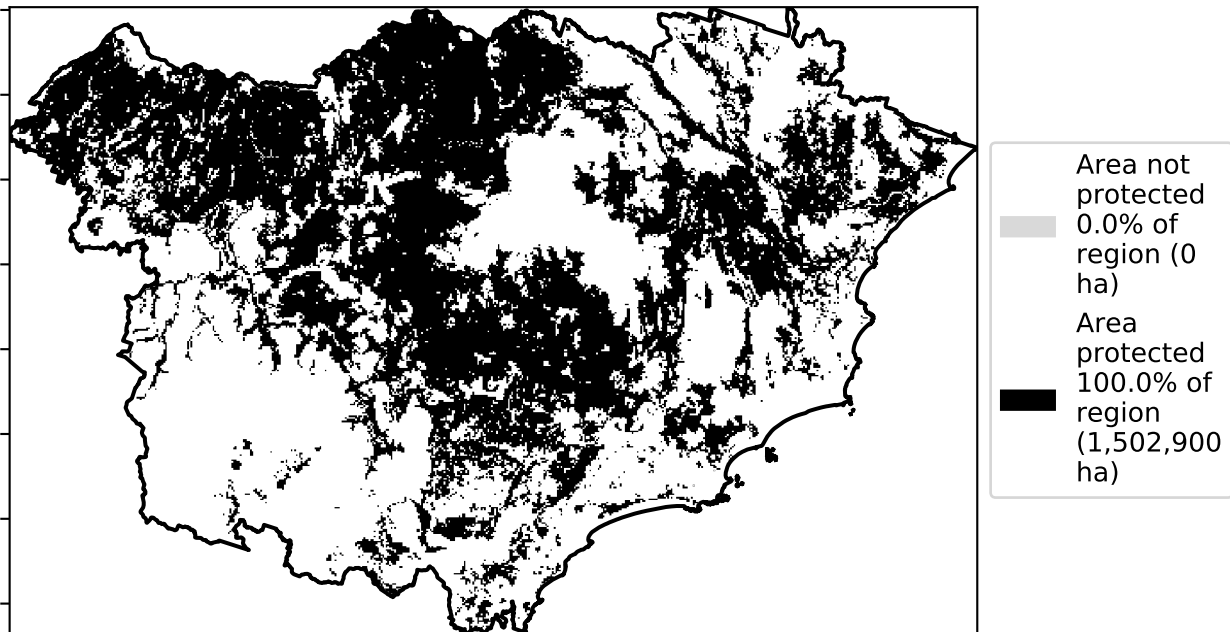 Area not
protected
0.0% of
region (0
ha)
Area
protected
100.0% of
region
(1,502,900
ha)